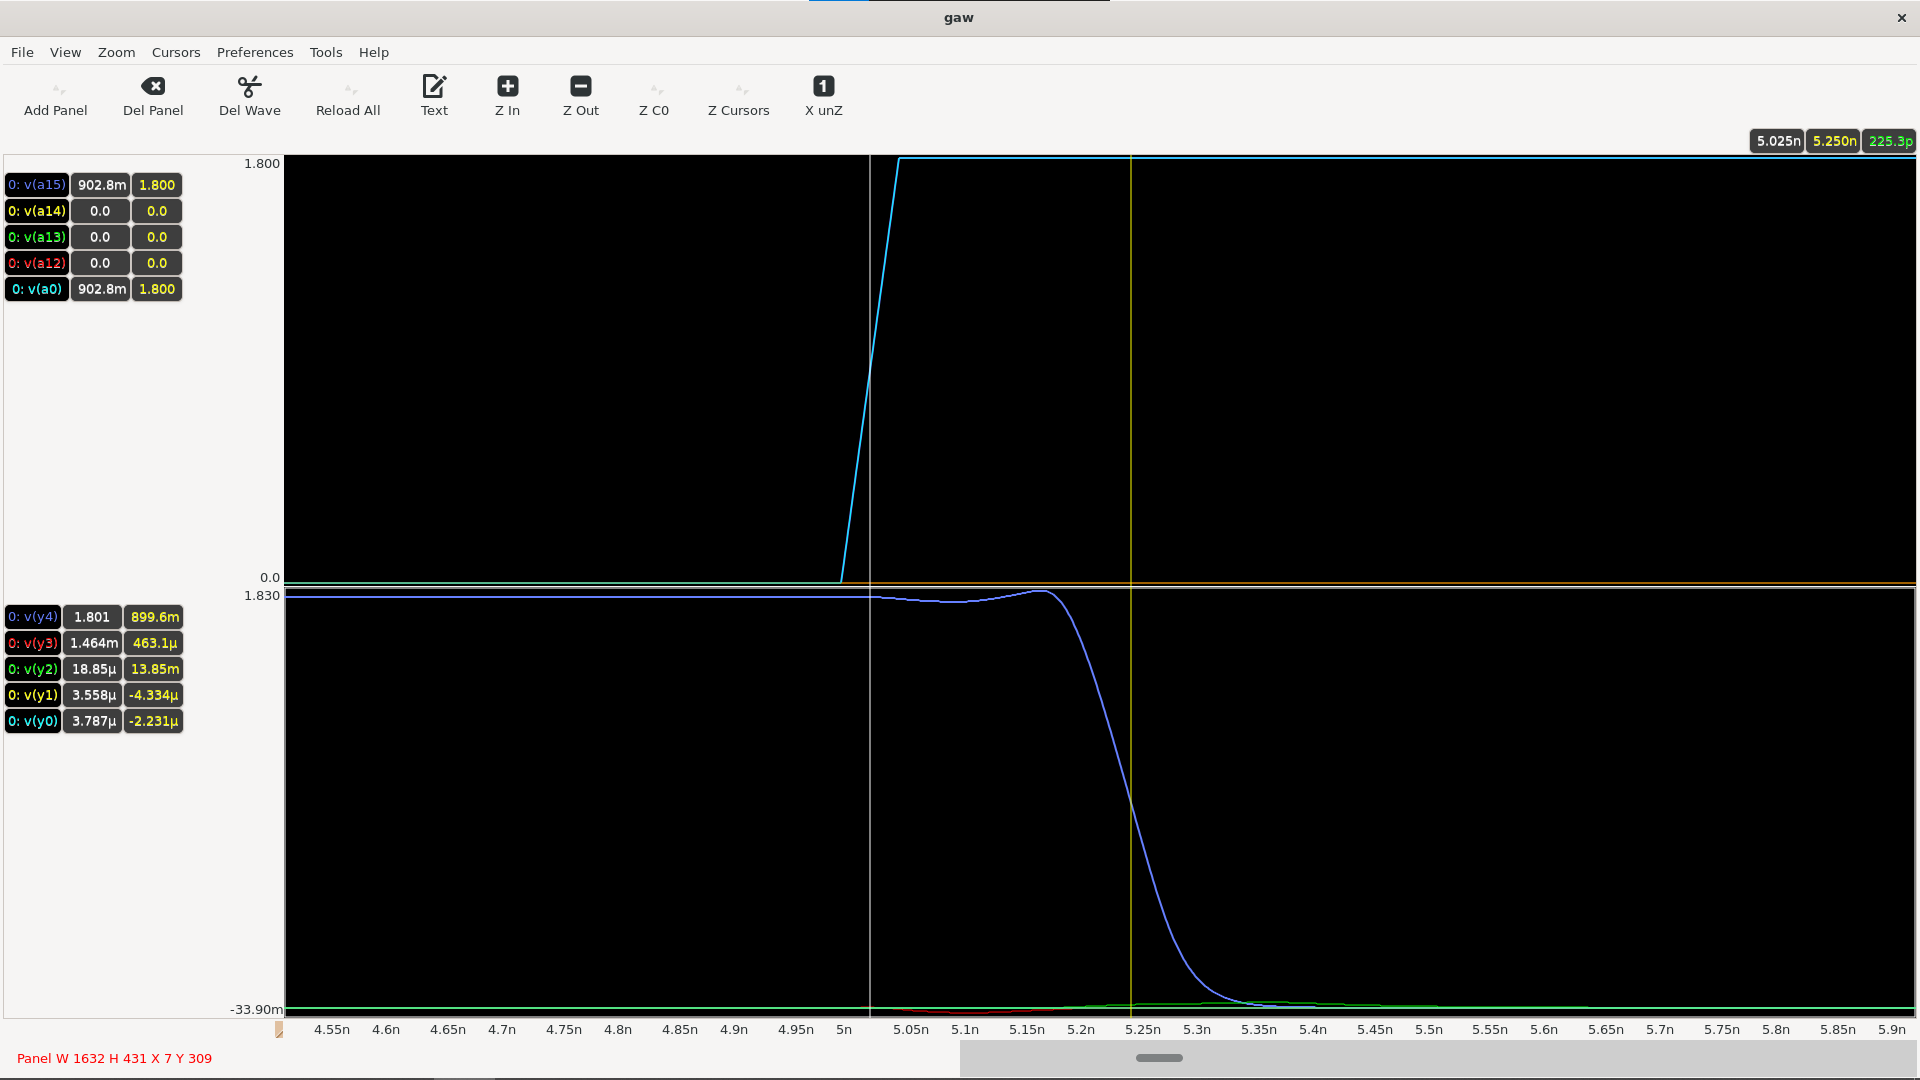 gaw
File View Zoom Cursors Preferences Tools Help
Add Panel Del Panel Del Wave Reload All Text Z In Z Out Z C0 Z Cursors X unZ
5.025n 5.250n 225.3p
1.800
0: v(a15) 902.8m 1.800
0: v(a14) 0.0 0.0
0: v(a13) 0.0 0.0
0: v(a12) 0.0 0.0
0: v(a0) 902.8m 1.800
0.0
1.830
0: v(y4) 1.801 899.6m
0: v(y3) 1.464m 463.1µ
0: v(y2) 18.85µ 13.85m
0: v(y1) 3.558µ -4.334µ
0: v(y0) 3.787µ -2.231µ
-33.90m
4.55n 4.6n 4.65n 4.7n 4.75n 4.8n 4.85n 4.9n 4.95n 5n 5.05n 5.1n 5.15n 5.2n 5.25n 5.3n 5.35n 5.4n 5.45n 5.5n 5.55n 5.6n 5.65n 5.7n 5.75n 5.8n 5.85n 5.9n
Panel W 1632 H 431 X 7 Y 309